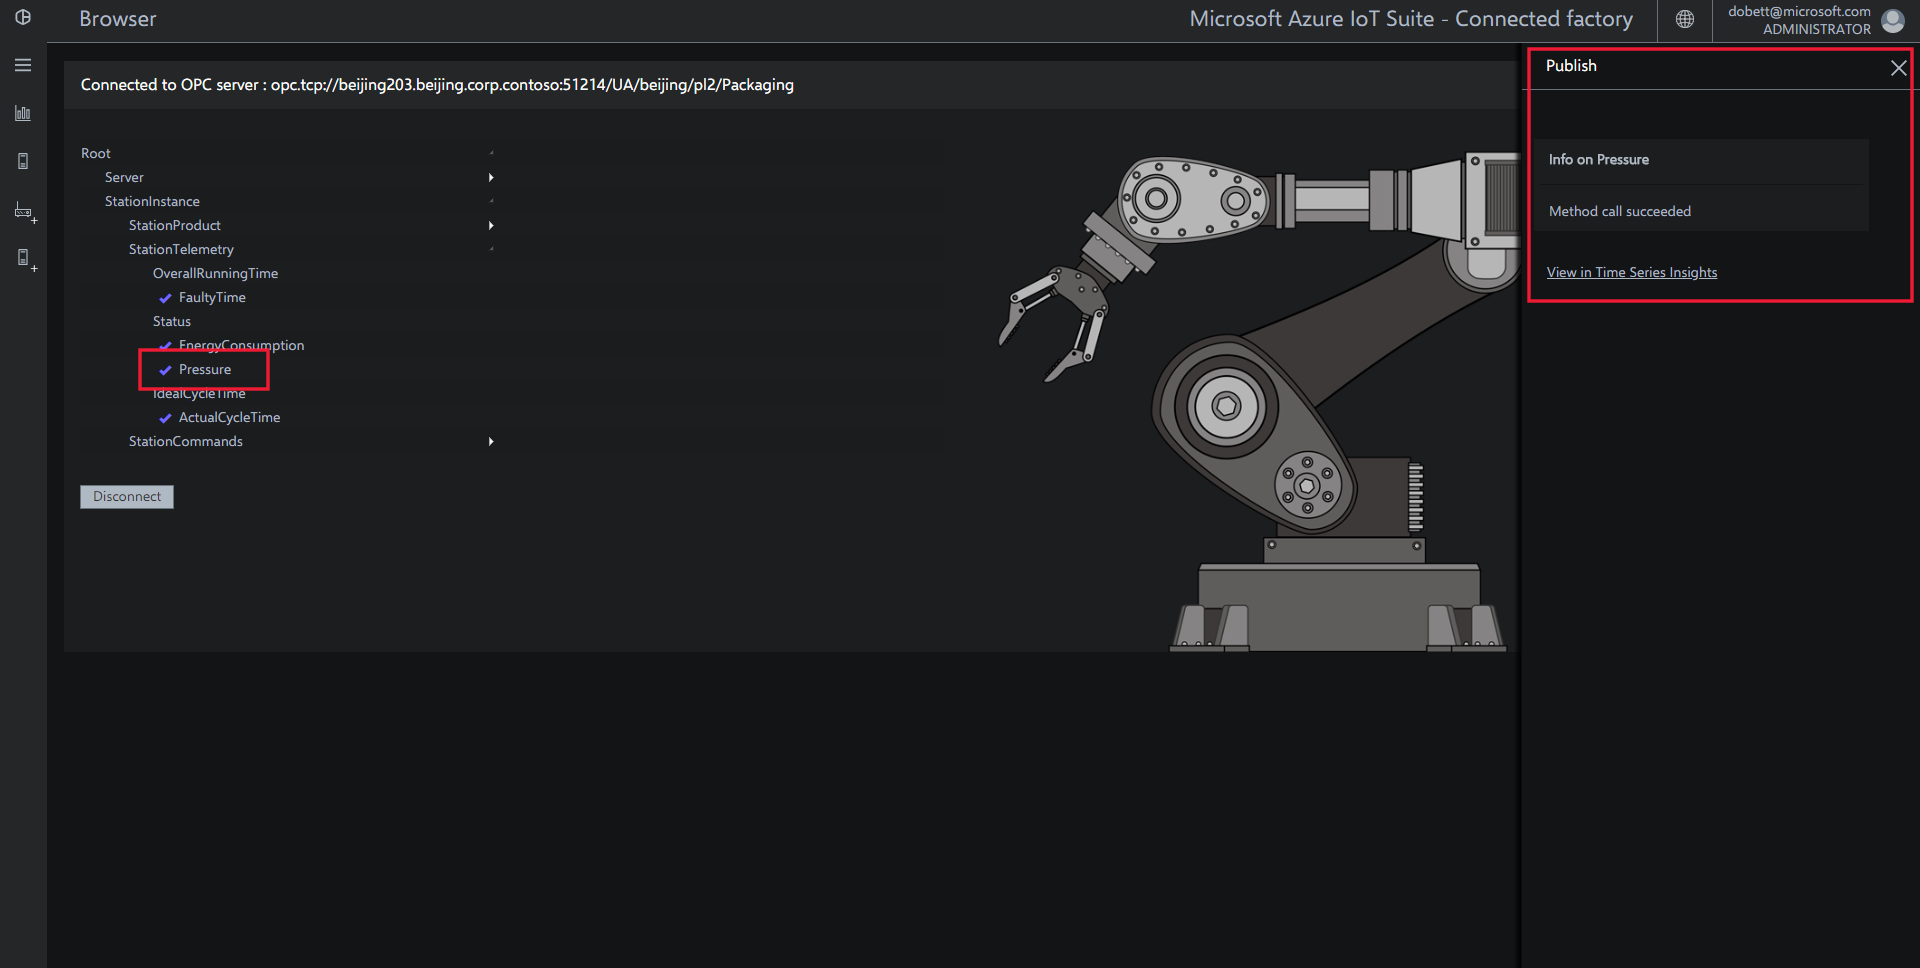 Browser
Microsoft Azure IoT Suite - Connected factory
dobett@microsoft.com
ADMINISTRATOR
Connected to OPC server : opc.tcp://beijing203.beijing.corp.contoso:51214/UA/beijing/pl2/Packaging
Root
Server
StationInstance
StationProduct
StationTelemetry
OverallRunningTime
FaultyTime
Status
EnergyConsumption
Pressure
IdealCycleTime
ActualCycleTime
StationCommands
Disconnect
Publish
Info on Pressure
Method call succeeded
View in Time Series Insights